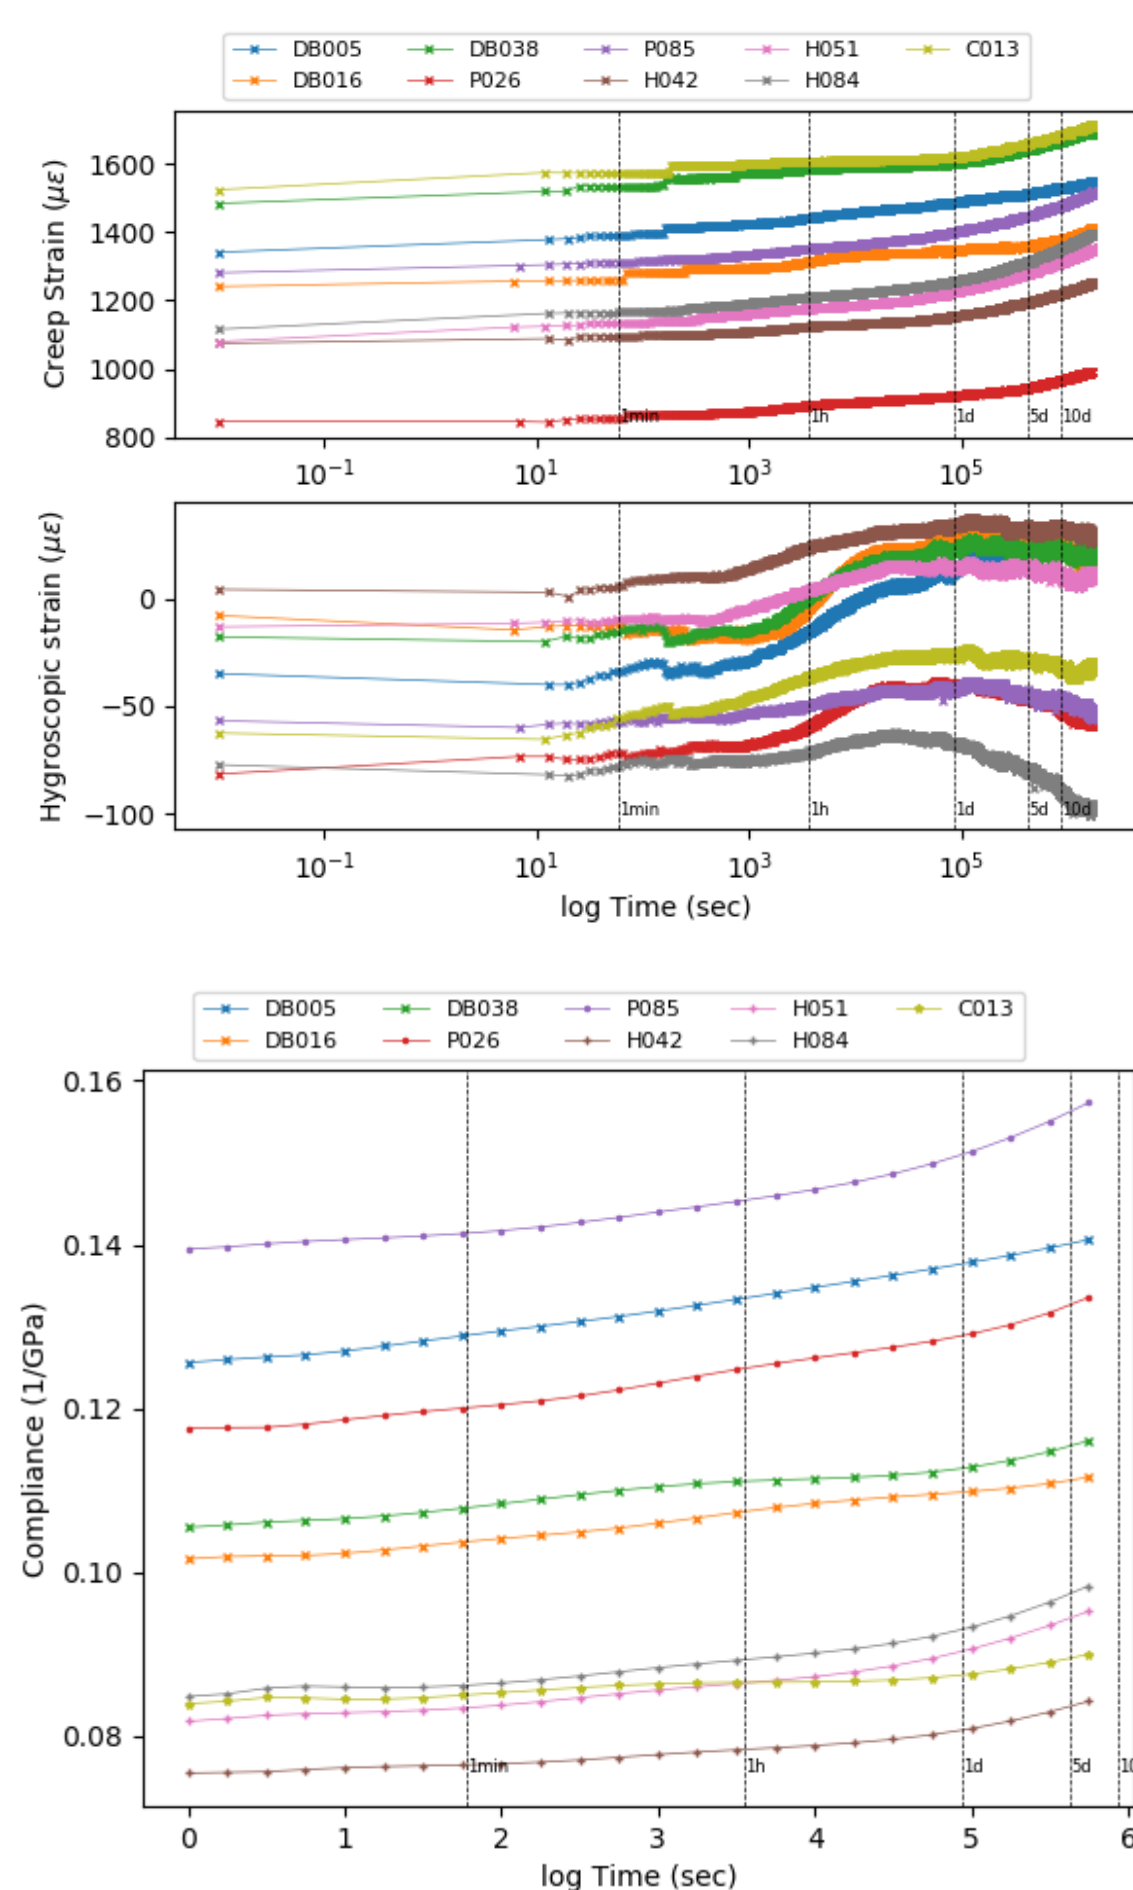 DB005 DB038 P085 H051 C013
DB016 P026 H042 H084
Creep Strain (με)
1600
1400
1200
1000
800
1min 1h 1d 5d 10d
10⁻¹ 10¹ 10³ 10⁵
Hygroscopic strain (με)
0
−50
−100
1min 1h 1d 5d 10d
10⁻¹ 10¹ 10³ 10⁵
log Time (sec)
DB005 DB038 P085 H051 C013
DB016 P026 H042 H084
Compliance (1/GPa)
0.16
0.14
0.12
0.10
0.08
1min 1h 1d 5d 10
0 1 2 3 4 5 6
log Time (sec)